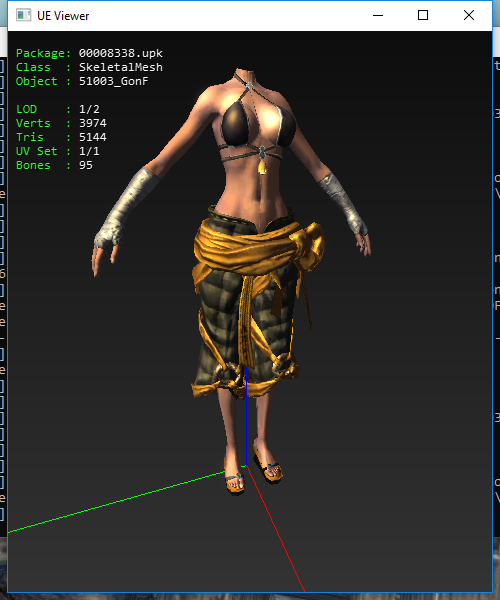 UE Viewer
Package: 00008338.upk
Class : SkeletalMesh
Object : 51003_GonF
LOD : 1/2
Verts : 3974
Tris : 5144
UV Set : 1/1
Bones : 95